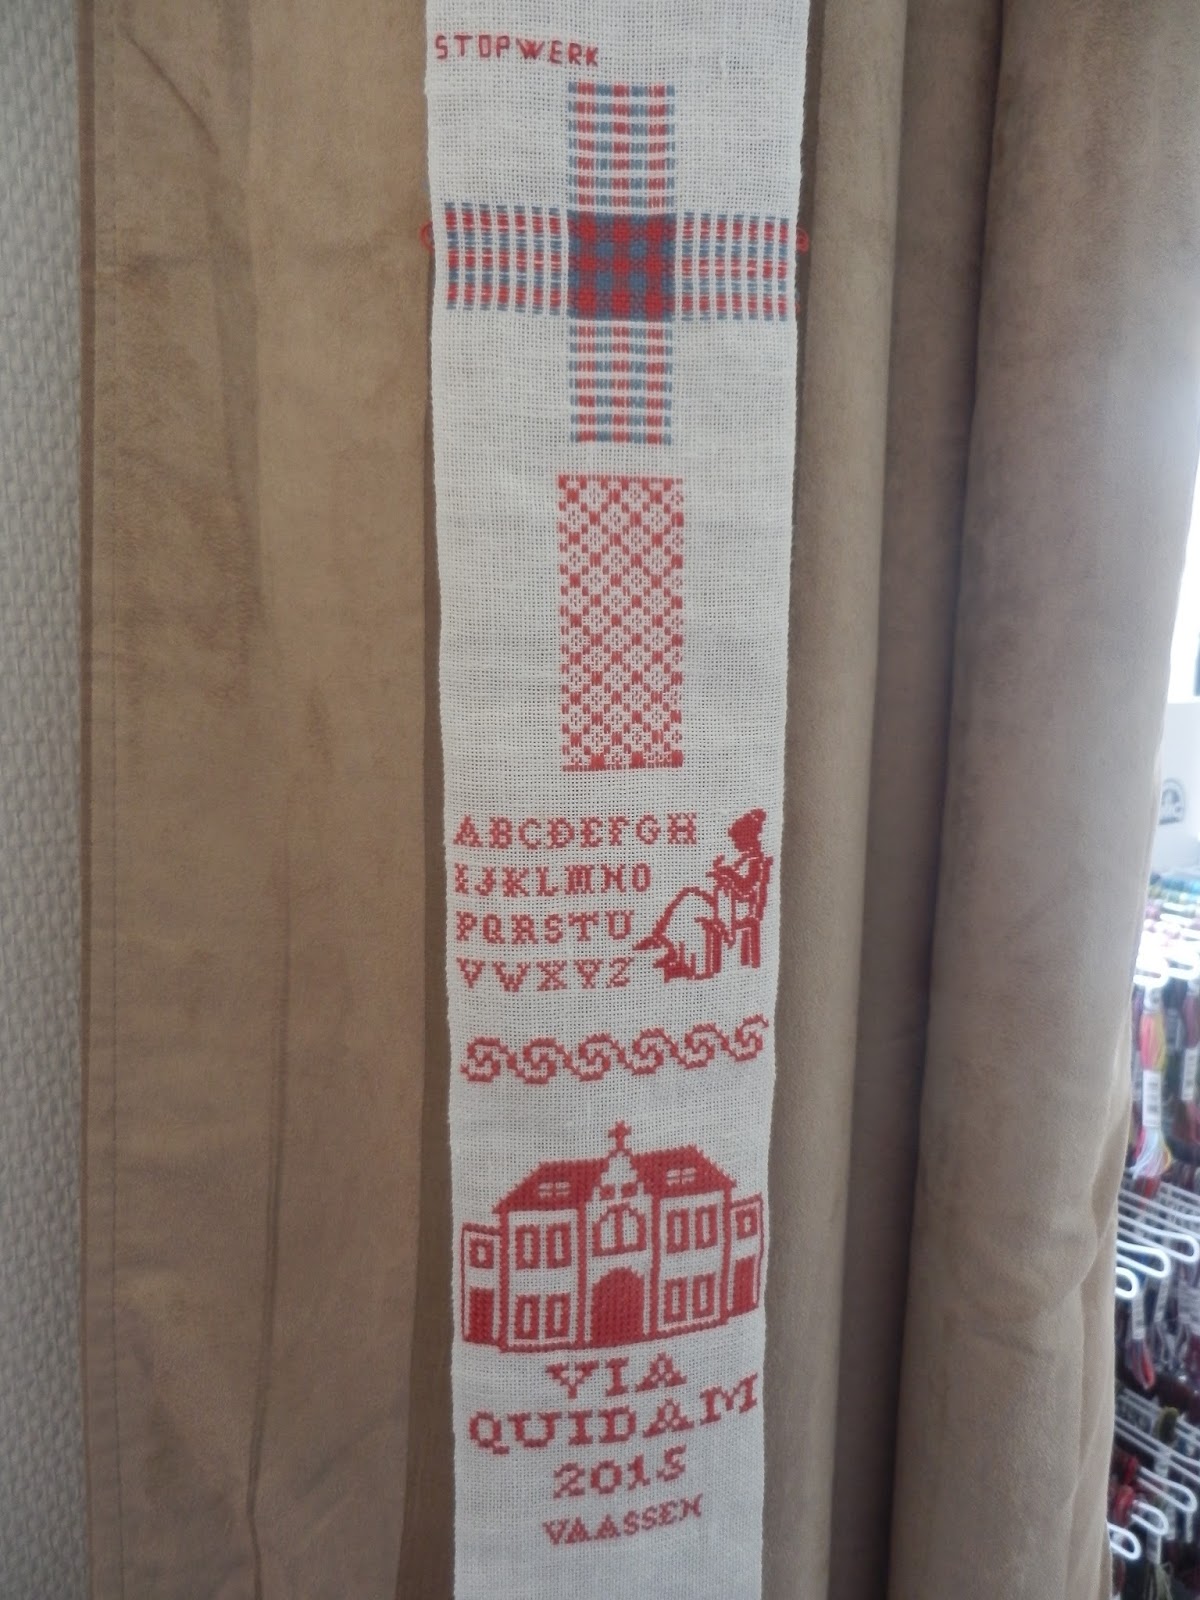 STOPWERK
ABCDEFGH
IJKLMNO
PQRSTU
VWXYZ
VIA
QUIDAM
2015
VAASSEN